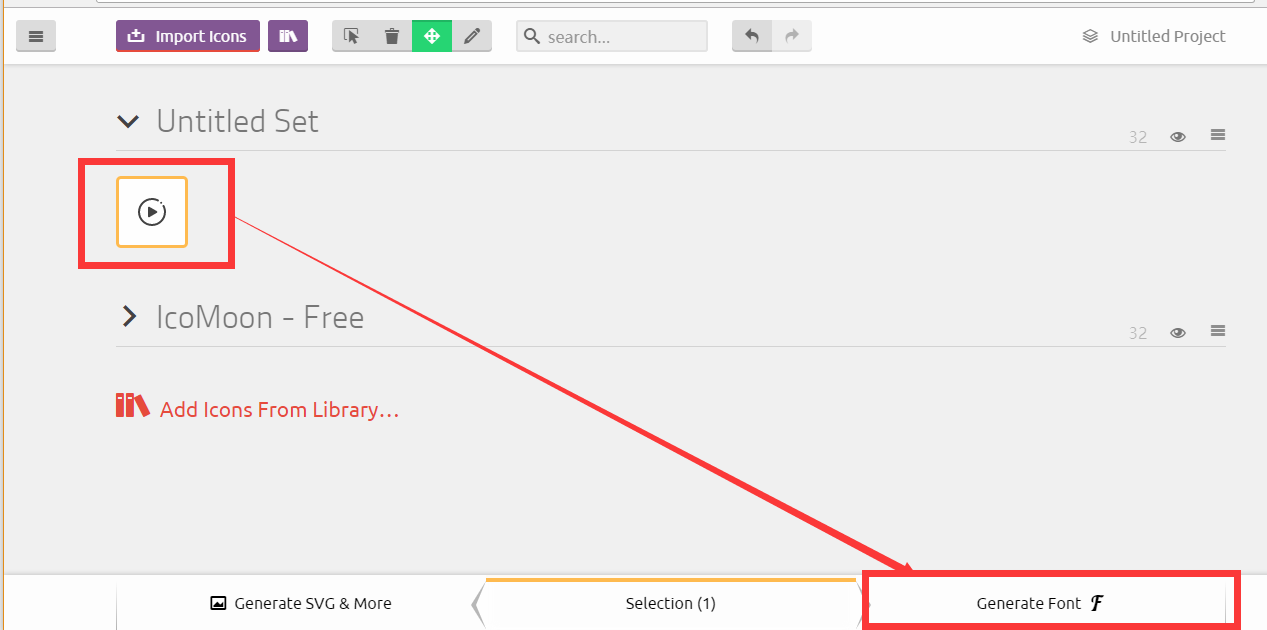 Import Icons
search...
Untitled Project
Untitled Set
32
IcoMoon - Free
32
Add Icons From Library...
Generate SVG & More
Selection (1)
Generate Font